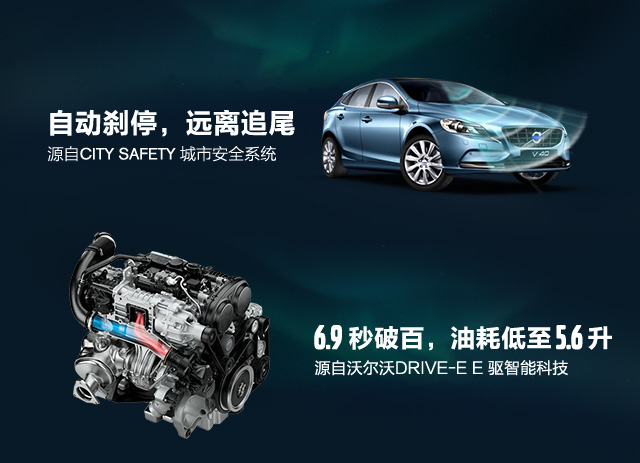 自动刹停，远离追尾
源自CITY SAFETY 城市安全系统
V 40
6.9 秒破百，油耗低至 5.6 升
源自沃尔沃DRIVE-E E 驱智能科技